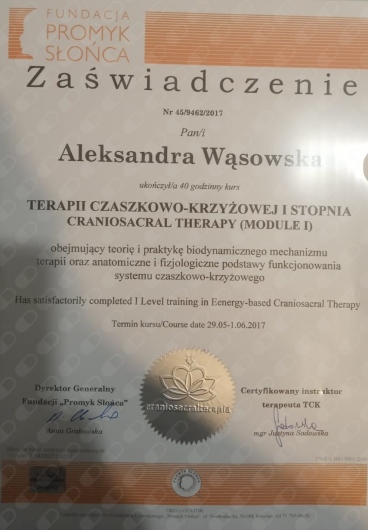 FUNDACJA
PROMYK
SŁOŃCA
Zaświadczenie
Nr 45/9462/2017
Pan/i
Aleksandra Wąsowska
ukończył/a 40 godzinny kurs
TERAPII CZASZKOWO-KRZYŻOWEJ I STOPNIA
CRANIOSACRAL THERAPY (MODULE I)
obejmujący teorię i praktykę biodynamicznego mechanizmu
terapii oraz anatomiczne i fizjologiczne podstawy funkcjonowania
systemu czaszkowo-krzyżowego
Has satisfactorily completed I Level training in Eenergy-based Craniosacral Therapy
Termin kursu/Course date 29.05-1.06.2017
Dyrektor Generalny
Fundacji „Promyk Słońca”
Anna Grabowska
craniosacralterapia
Certyfikowany instruktor
terapeuta TCK
mgr Justyna Sadowska